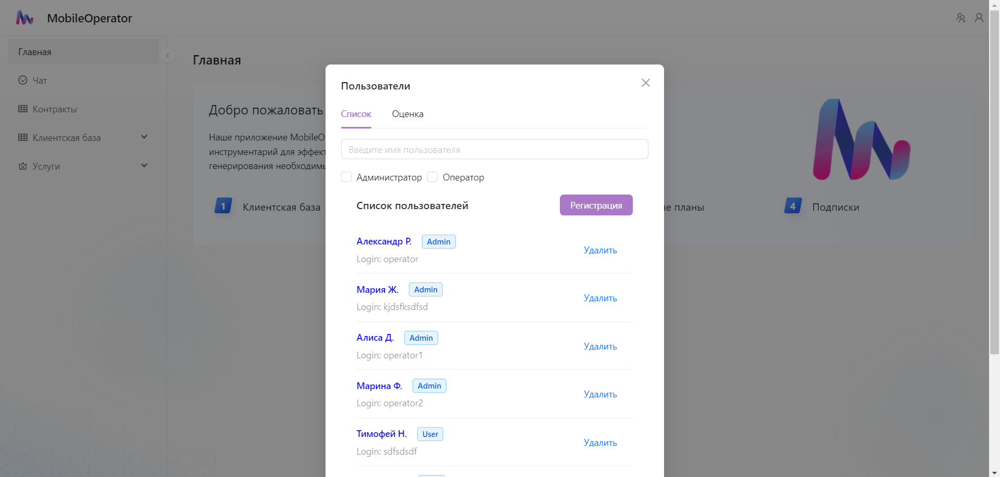 MobileOperator
Главная
Чат
Контракты
Клиентская база
Услуги
Главная
Добро пожаловать
Наше приложение
инструментарий для
генерирования
1 Клиентская база
планы
4 Подписки
Пользователи
Список Оценка
Введите имя пользователя
Администратор Оператор
Список пользователей Регистрация
Александр Р. Admin
Login: operator
Удалить
Мария Ж. Admin
Login: kjdsfksdfsd
Удалить
Алиса Д. Admin
Login: operator1
Удалить
Марина Ф. Admin
Login: operator2
Удалить
Тимофей Н. User
Login: sdfsdsdf
Удалить